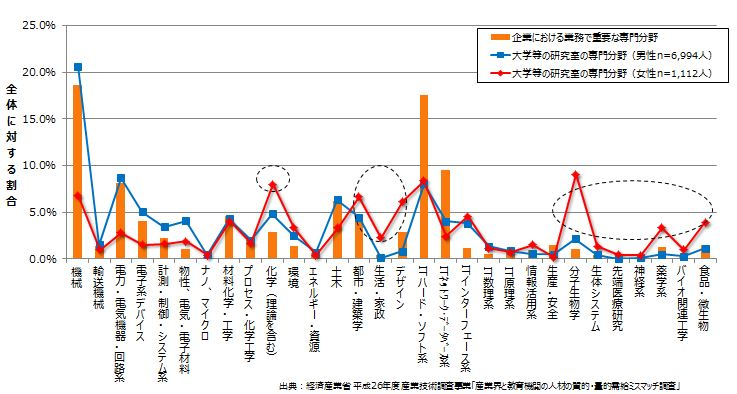 25.0%
20.0%
15.0%
10.0%
5.0%
0.0%
全体に対する割合
企業における業務で重要な専門分野
大学等の研究室の専門分野（男性n=6,994人）
大学等の研究室の専門分野（女性n=1,112人）
機械
輸送機械
電力・電気機器・回路系
電子系デバイス
計測・制御・システム系
物性、電気・電子材料
ナノ、マイクロ
材料化学・工学
プロセス・化学工学
化学（理論を含む）
環境
エネルギー・資源
土木
都市・建築学
生活・家政
デザイン
ITハード・ソフト系
ITネットワーク・データベース系
ITインターフェース系
IT数理系
IT原理系
情報活用系
生産・安全
分子生物学
生体システム
先端医療研究
神経系
薬学系
バイオ関連工学
食品・微生物
出典：経済産業省 平成26年度産業技術調査事業「産業界と教育機関の人材の質的・量的需給ミスマッチ調査」